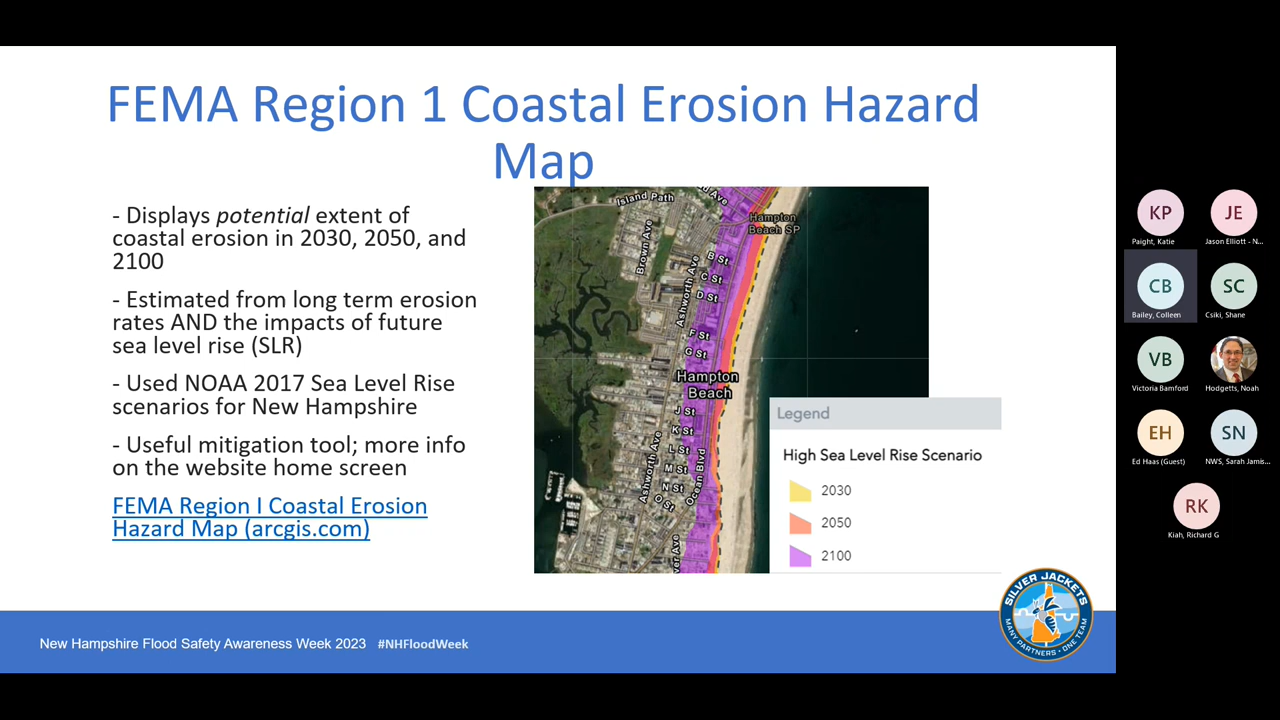 FEMA Region 1 Coastal Erosion Hazard
Map
- Displays potential extent of
coastal erosion in 2030, 2050, and
2100
- Estimated from long term erosion
rates AND the impacts of future
sea level rise (SLR)
- Used NOAA 2017 Sea Level Rise
scenarios for New Hampshire
- Useful mitigation tool; more info
on the website home screen
FEMA Region I Coastal Erosion
Hazard Map (arcgis.com)
Island Path
Ave
Hampton
Beach SP
Brown Ave
B St
C St
D St
Ashworth Ave
F St
G St
Hampton
Beach
J St
K St
L St
M St
N St
O St
Ashworth Ave
Ocean Blvd
Ave
Legend
High Sea Level Rise Scenario
2030
2050
2100
SILVER JACKETS
MANY PARTNERS • ONE TEAM
New Hampshire Flood Safety Awareness Week 2023 #NHFloodWeek
KP
Paight, Katie
JE
Jason Elliott - N...
CB
Bailey, Colleen
SC
Csiki, Shane
VB
Victoria Bamford
Hodgetts, Noah
EH
Ed Haas (Guest)
SN
NWS, Sarah Jamis...
RK
Kiah, Richard G